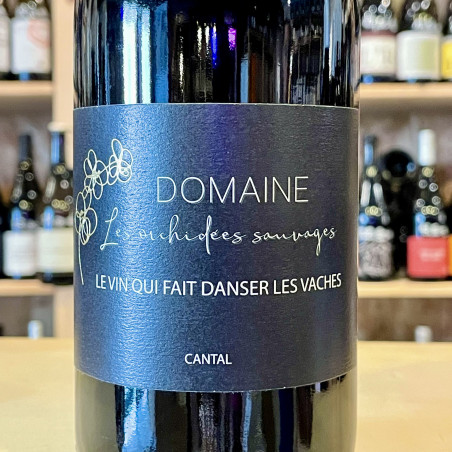 DOMAINE
Les orchidées sauvages
LE VIN QUI FAIT DANSER LES VACHES
CANTAL